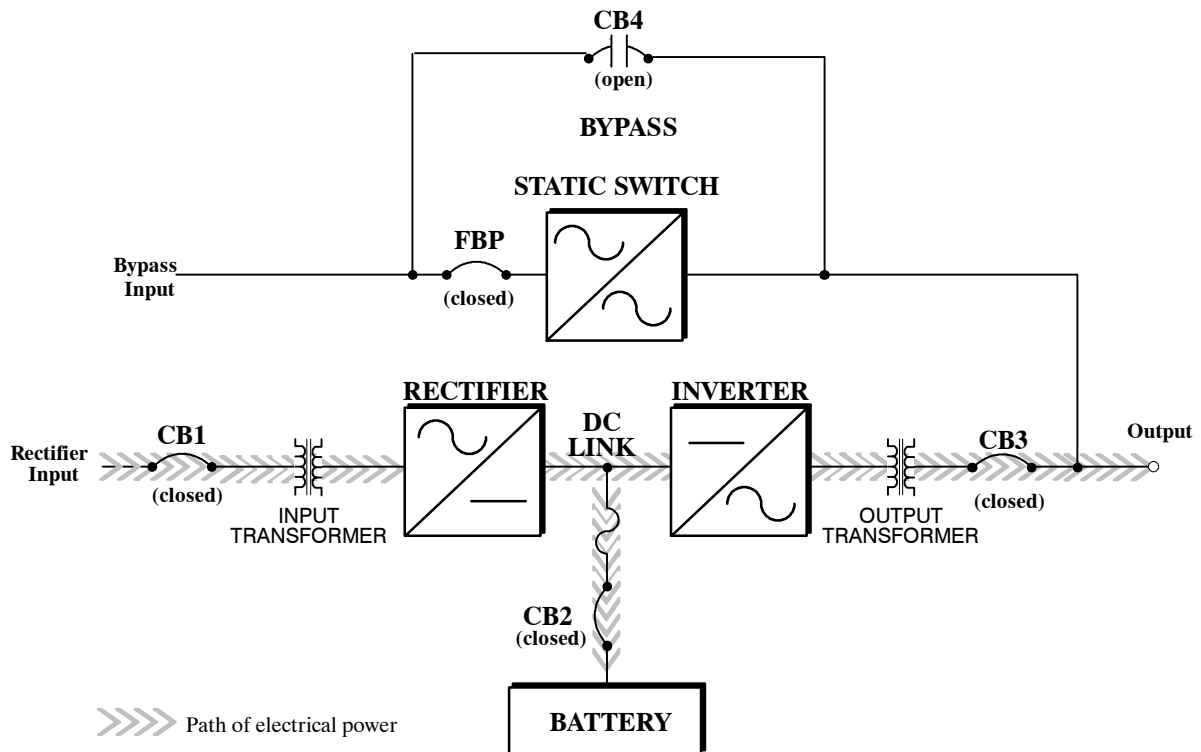 CB4
(open)
BYPASS
STATIC SWITCH
FBP
(closed)
Bypass
Input
RECTIFIER
INVERTER
DC
LINK
CB1
(closed)
Rectifier
Input
INPUT
TRANSFORMER
OUTPUT
TRANSFORMER
CB3
(closed)
Output
CB2
(closed)
BATTERY
Path of electrical power